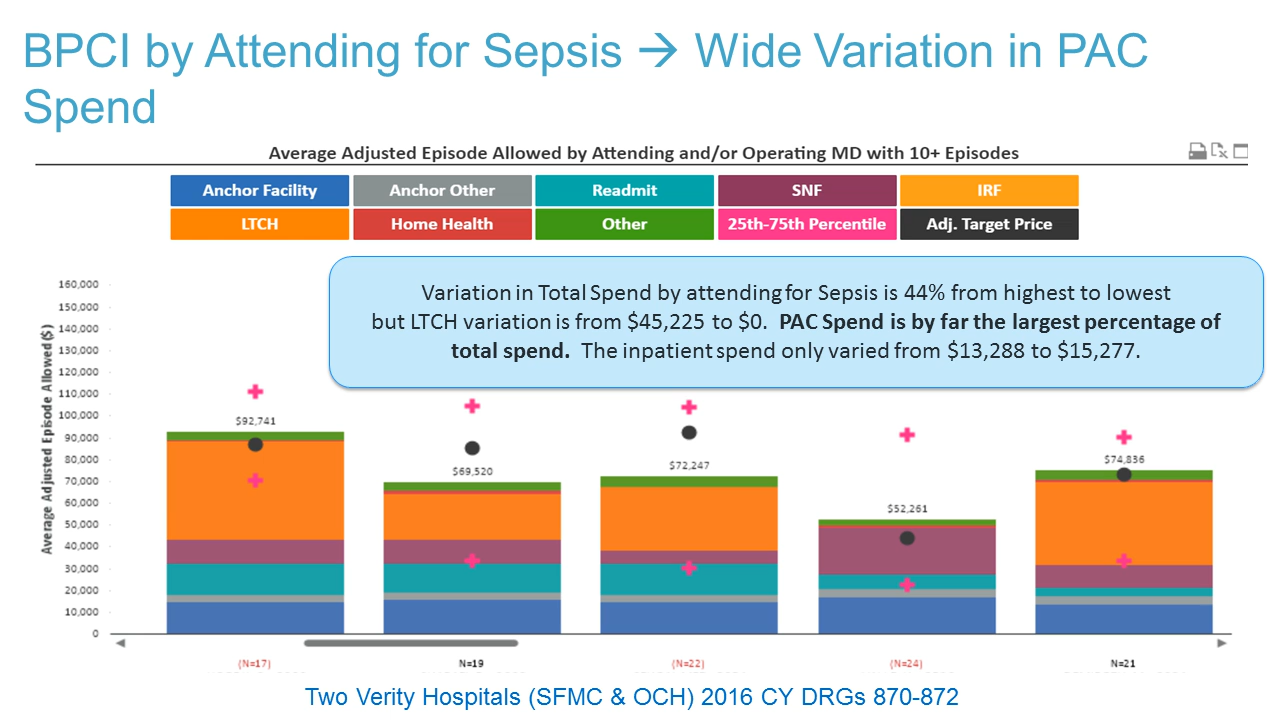 BPCI by Attending for Sepsis → Wide Variation in PAC
Spend
Average Adjusted Episode Allowed by Attending and/or Operating MD with 10+ Episodes
Anchor Facility Anchor Other Readmit SNF IRF
LTCH Home Health Other 25th-75th Percentile Adj. Target Price
Variation in Total Spend by attending for Sepsis is 44% from highest to lowest
but LTCH variation is from $45,225 to $0. PAC Spend is by far the largest percentage of
total spend. The inpatient spend only varied from $13,288 to $15,277.
Average Adjusted Episode Allowed ($)
160,000
150,000
140,000
130,000
120,000
110,000
100,000
90,000
80,000
70,000
60,000
50,000
40,000
30,000
20,000
10,000
0
$92,741
$69,520
$72,247
$52,261
$74,836
(N=17) N=19 (N=22) (N=24) N=21
Two Verity Hospitals (SFMC & OCH) 2016 CY DRGs 870-872